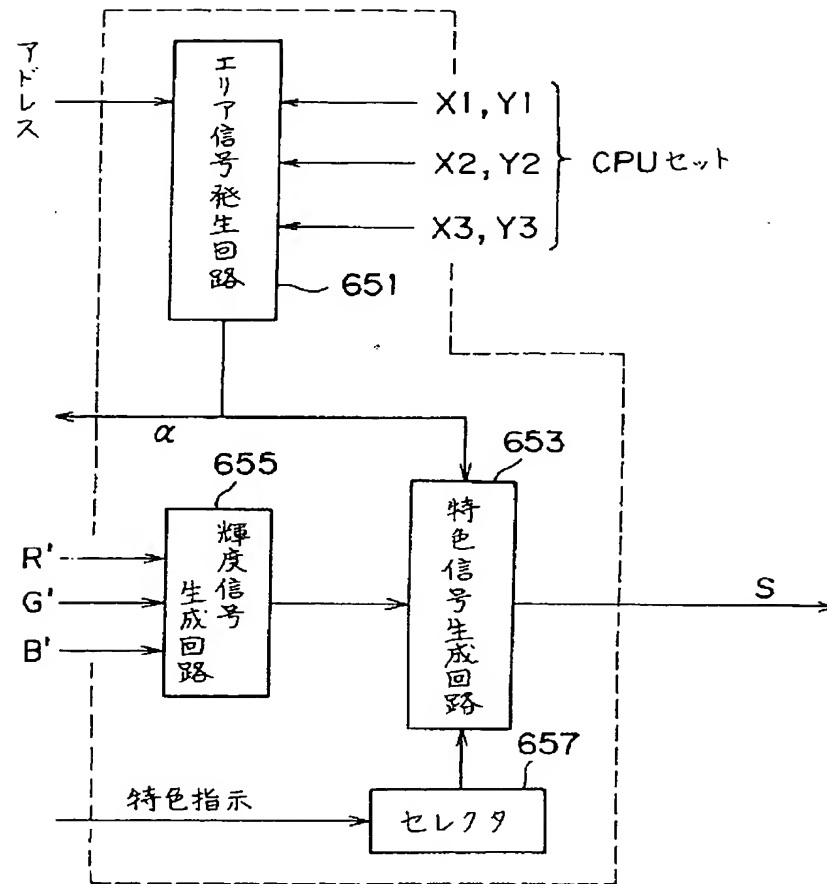 アドレス
エリア信号発生回路
X1, Y1
X2, Y2
X3, Y3
CPUセット
651
α
653
655
輝度信号
生成回路
特色信号生成回路
R'
G'
B'
S
657
特色指示
セレクタ